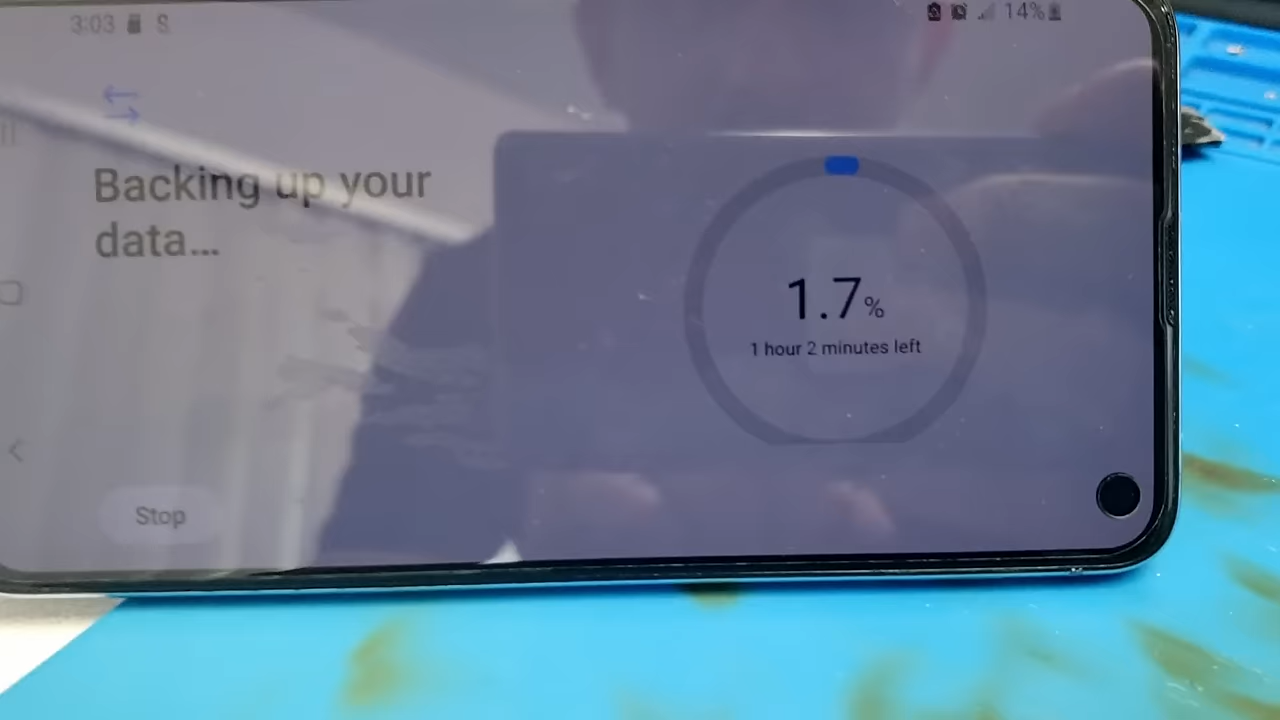 3:03 S
14%
Backing up your
data...
1.7%
1 hour 2 minutes left
Stop